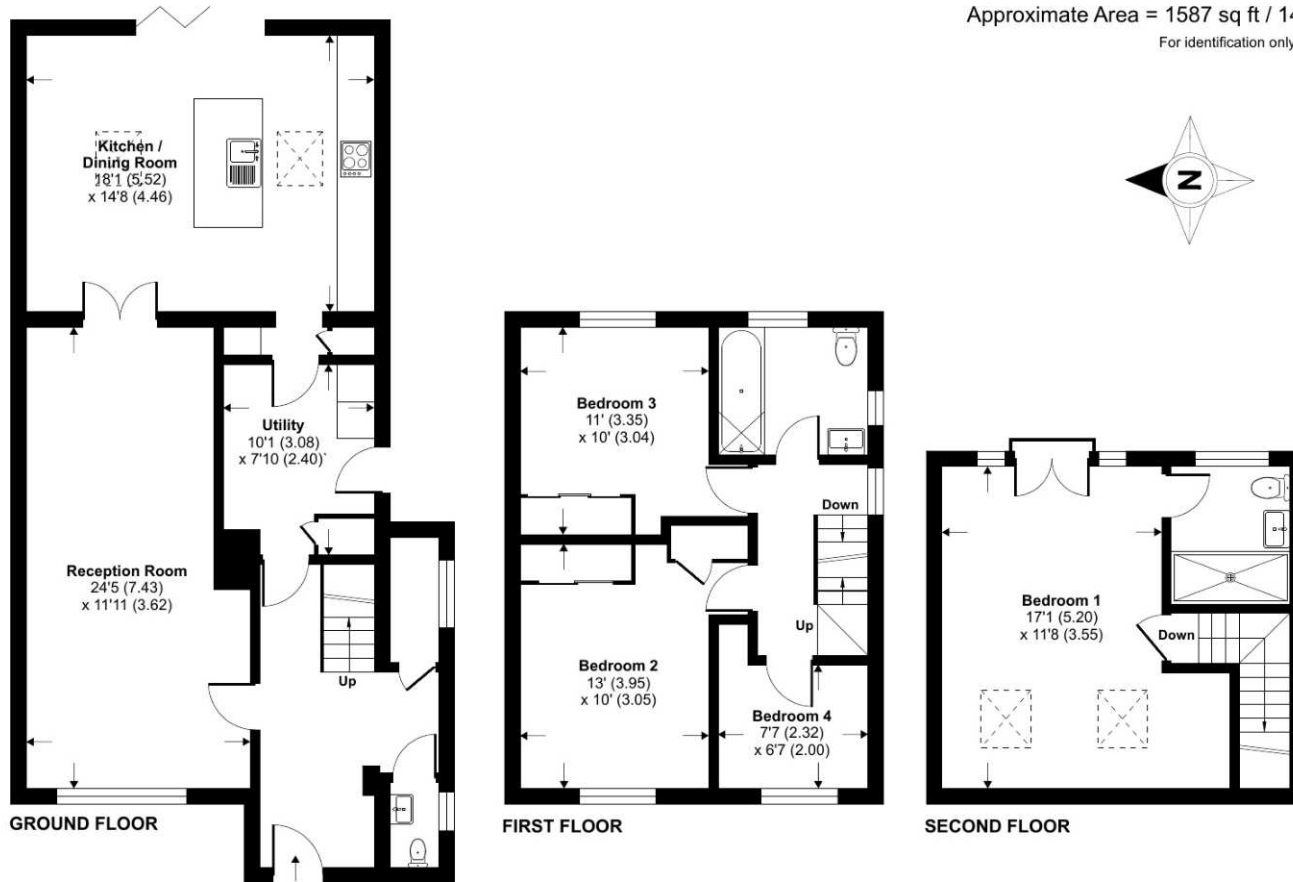 Approximate Area = 1587 sq ft / 14
For identification only
N
Kitchen /
Dining Room
18'1 (5.52)
x 14'8 (4.46)
Utility
10'1 (3.08)
x 7'10 (2.40)
Reception Room
24'5 (7.43)
x 11'11 (3.62)
Up
GROUND FLOOR
Bedroom 3
11' (3.35)
x 10' (3.04)
Down
Up
Bedroom 2
13' (3.95)
x 10' (3.05)
Bedroom 4
7'7 (2.32)
x 6'7 (2.00)
FIRST FLOOR
Bedroom 1
17'1 (5.20)
x 11'8 (3.55)
Down
SECOND FLOOR